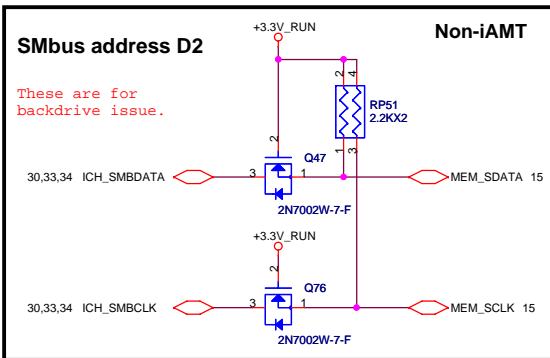 SMbus address D2
+3.3V_RUN
Non-iAMT
These are for
backdrive issue.
2
4
RP51
2.2KX2
2
1
3
Q47
30,33,34 ICH_SMBDATA
3
1
MEM_SDATA 15
2N7002W-7-F
+3.3V_RUN
2
Q76
30,33,34 ICH_SMBCLK
3
1
MEM_SCLK 15
2N7002W-7-F